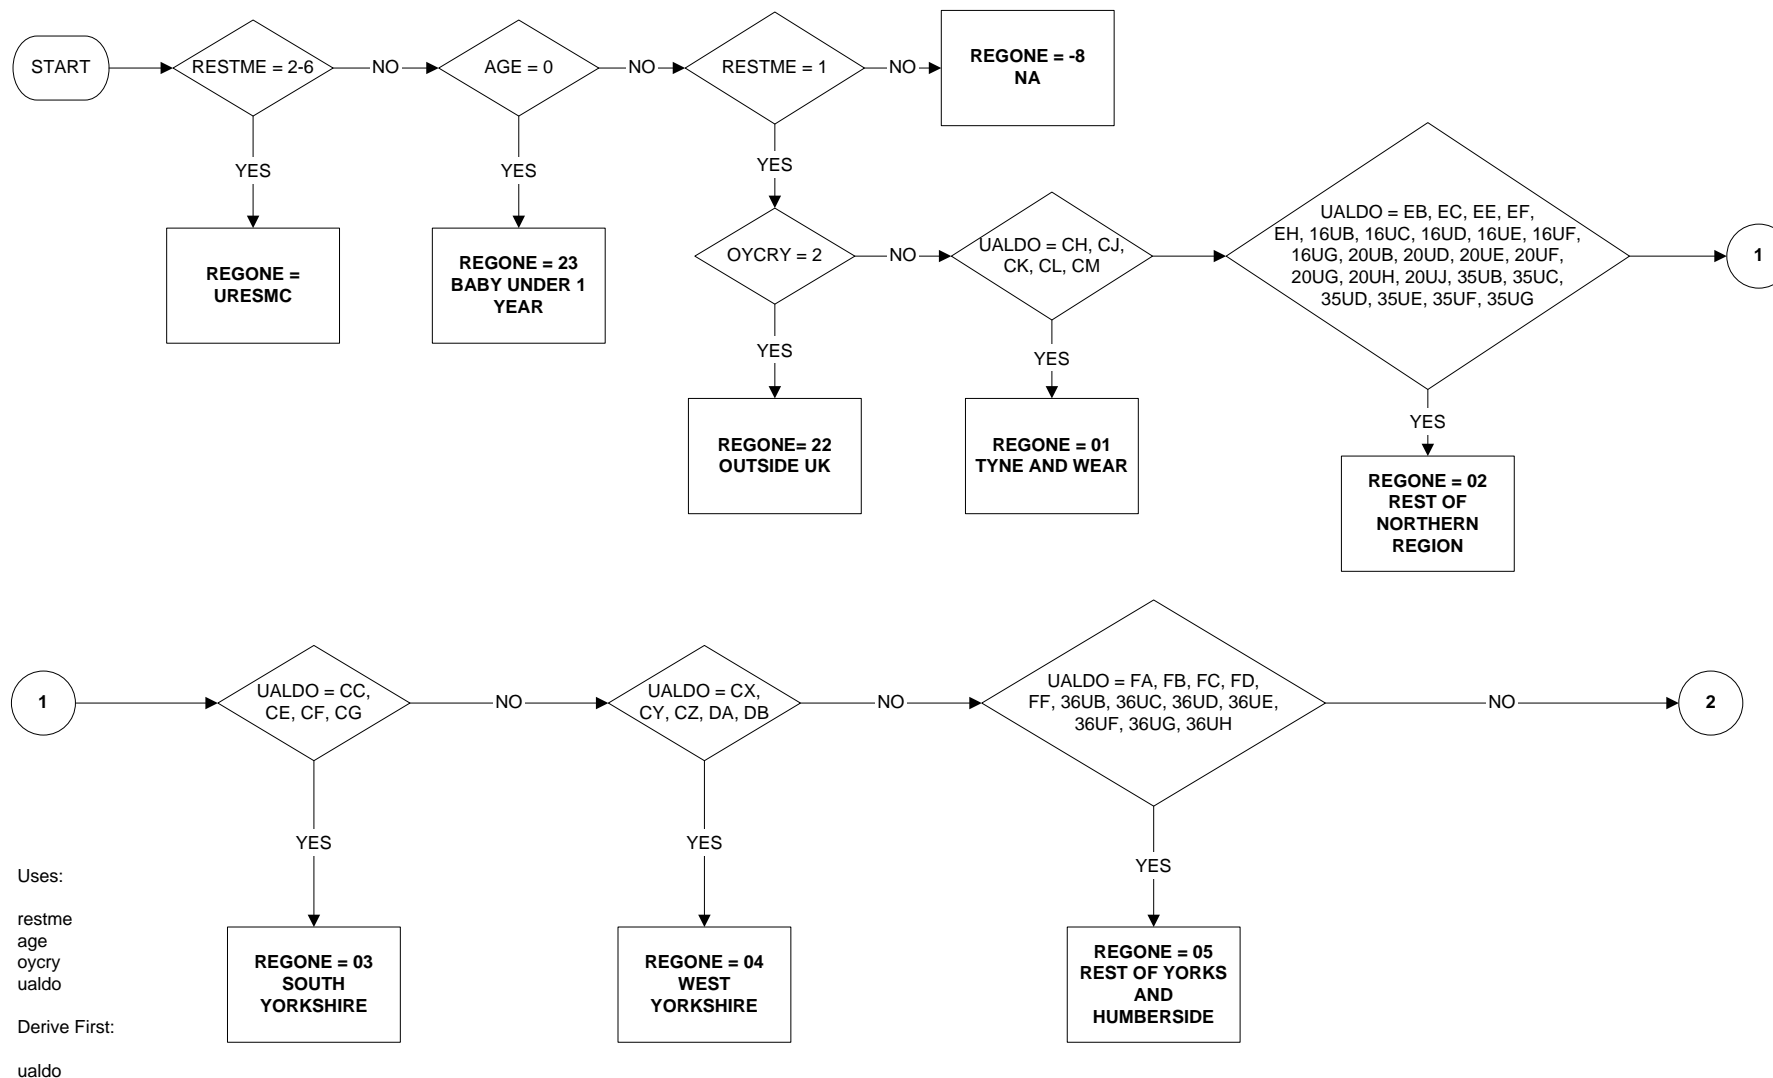 START
RESTME = 2-6
NO
AGE = 0
NO
RESTME = 1
NO
REGONE = -8
NA
YES
YES
YES
REGONE =
URESMC
REGONE = 23
BABY UNDER 1
YEAR
OYCRY = 2
NO
UALDO = CH, CJ,
CK, CL, CM
UALDO = EB, EC, EE, EF,
EH, 16UB, 16UC, 16UD, 16UE, 16UF,
16UG, 20UB, 20UD, 20UE, 20UF,
20UG, 20UH, 20UJ, 35UB, 35UC,
35UD, 35UE, 35UF, 35UG
1
YES
YES
YES
REGONE= 22
OUTSIDE UK
REGONE = 01
TYNE AND WEAR
REGONE = 02
REST OF
NORTHERN
REGION
1
UALDO = CC,
CE, CF, CG
NO
UALDO = CX,
CY, CZ, DA, DB
NO
UALDO = FA, FB, FC, FD,
FF, 36UB, 36UC, 36UD, 36UE,
36UF, 36UG, 36UH
NO
2
YES
YES
YES
REGONE = 03
SOUTH
YORKSHIRE
REGONE = 04
WEST
YORKSHIRE
REGONE = 05
REST OF YORKS
AND
HUMBERSIDE
Uses:
restme
age
oycry
ualdo
Derive First:
ualdo